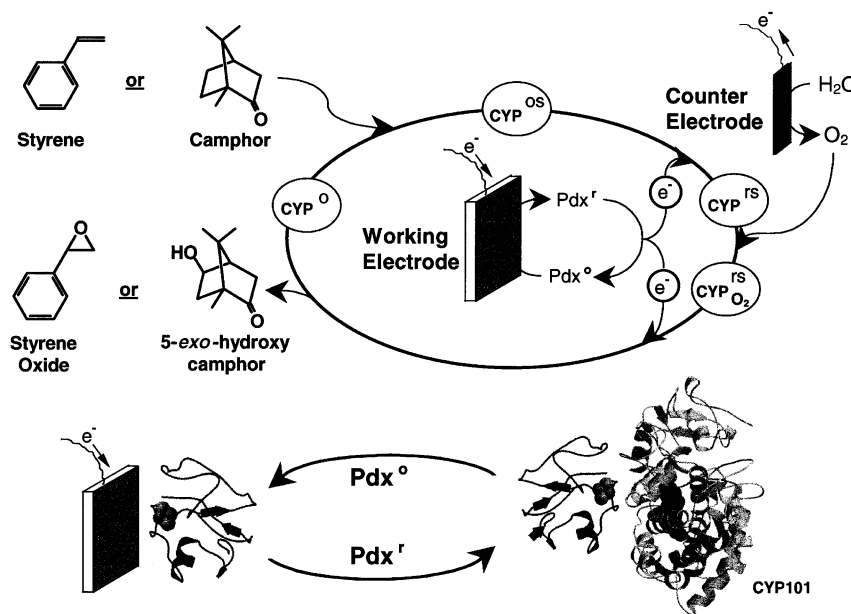 Styrene
or
Camphor
O
e-
Counter
Electrode
H₂O
O₂
CYP OS
CYP O
e-
Working
Electrode
Pdx r
Pdx o
e-
e-
CYP rs
CYP O₂ rs
O
Styrene
Oxide
or
HO
O
5-exo-hydroxy
camphor
e-
Pdx o
Pdx r
CYP101